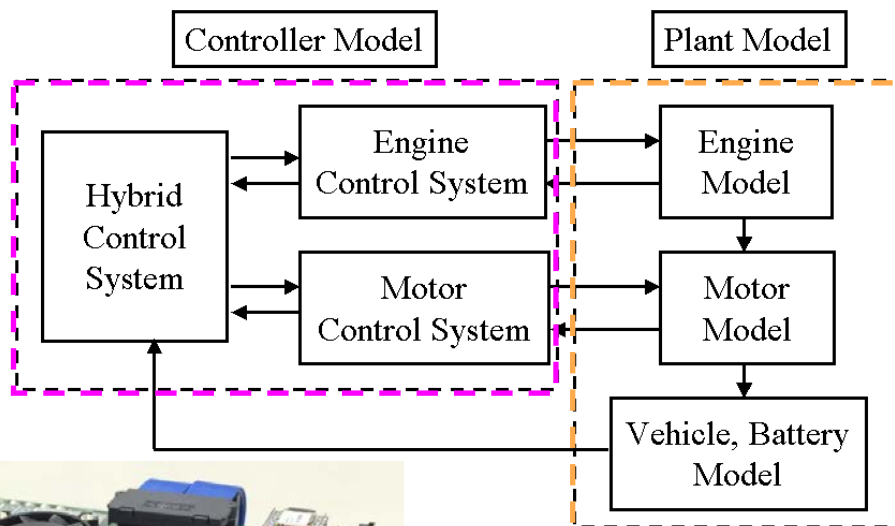 Controller Model
Plant Model
Hybrid
Control
System
Engine
Control System
Motor
Control System
Engine
Model
Motor
Model
Vehicle, Battery
Model